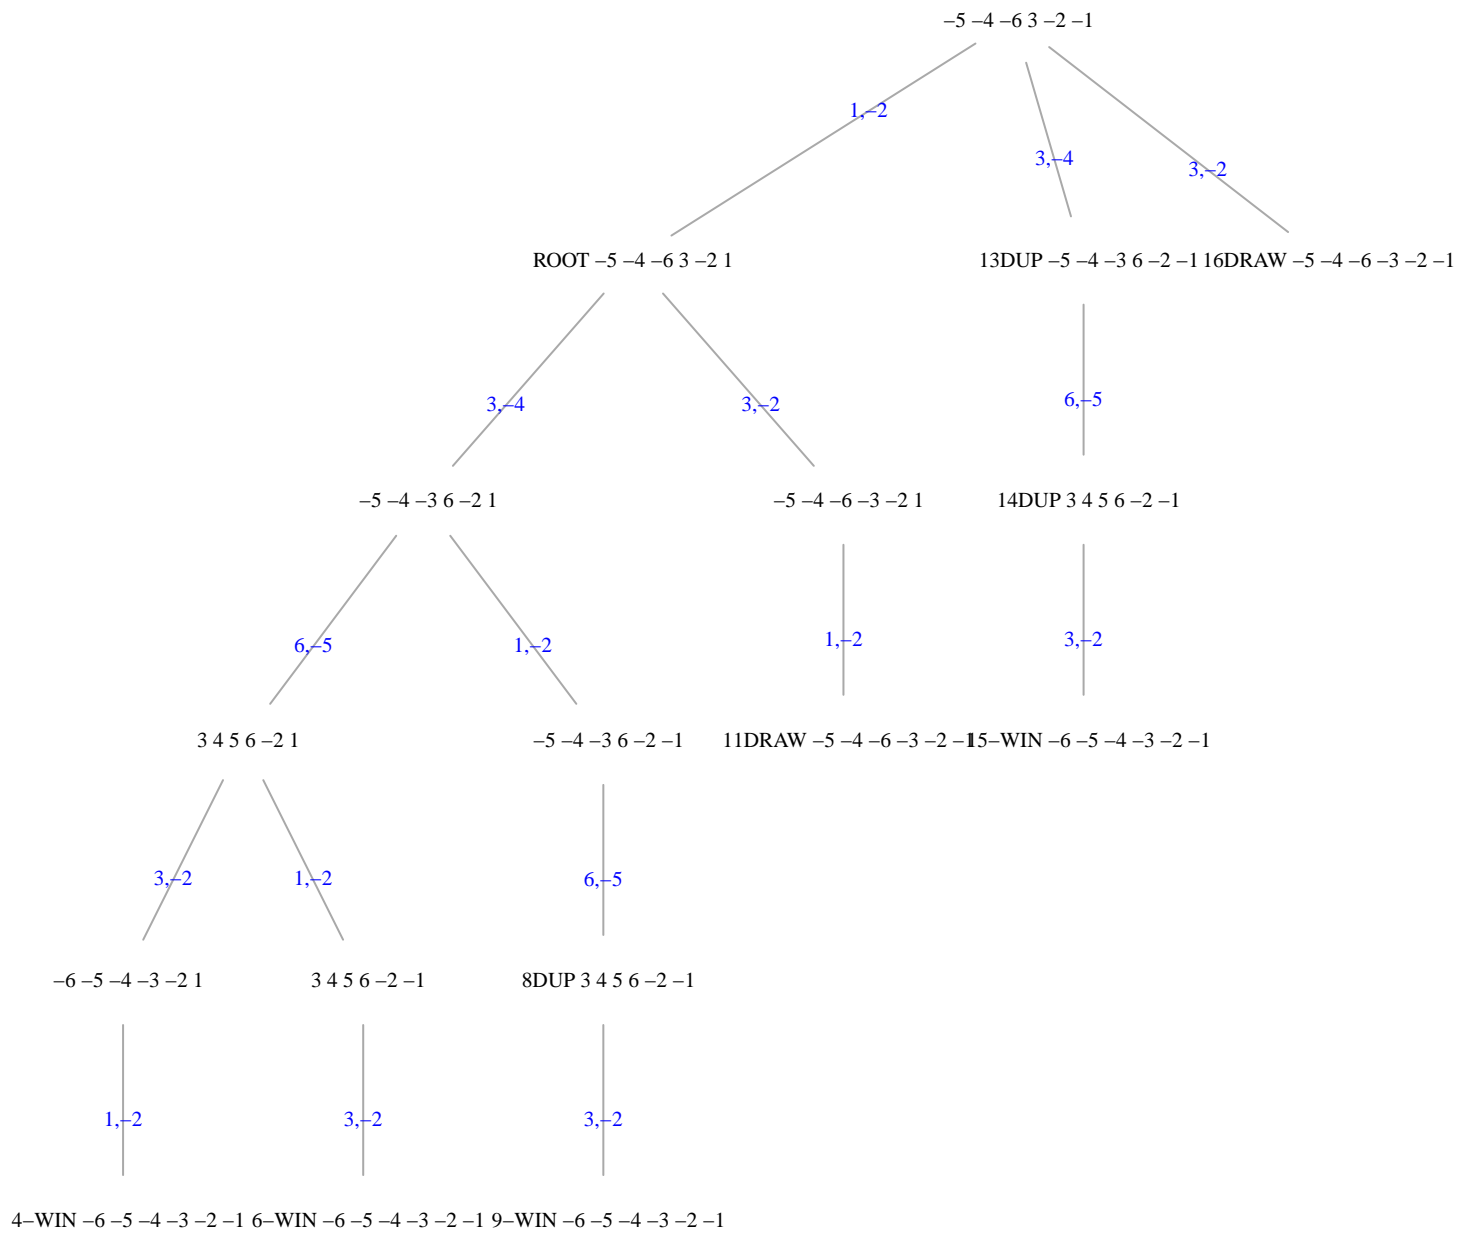 –5 –4 –6 3 –2 –1
1,–2
3,–4
3,–2
ROOT –5 –4 –6 3 –2 1
13DUP –5 –4 –3 6 –2 –1
16DRAW –5 –4 –6 –3 –2 –1
3,–4
3,–2
6,–5
–5 –4 –3 6 –2 1
–5 –4 –6 –3 –2 1
14DUP 3 4 5 6 –2 –1
6,–5
1,–2
1,–2
3,–2
3 4 5 6 –2 1
–5 –4 –3 6 –2 –1
11DRAW –5 –4 –6 –3 –2 –1
15–WIN –6 –5 –4 –3 –2 –1
3,–2
1,–2
6,–5
–6 –5 –4 –3 –2 1
3 4 5 6 –2 –1
8DUP 3 4 5 6 –2 –1
1,–2
3,–2
3,–2
4–WIN –6 –5 –4 –3 –2 –1
6–WIN –6 –5 –4 –3 –2 –1
9–WIN –6 –5 –4 –3 –2 –1